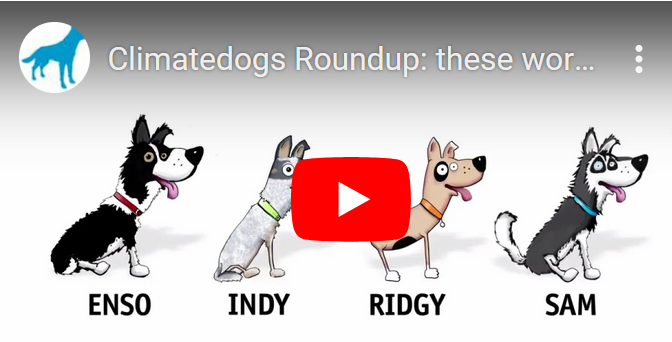 Climatedogs Roundup: these wor...
ENSO INDY RIDGY SAM